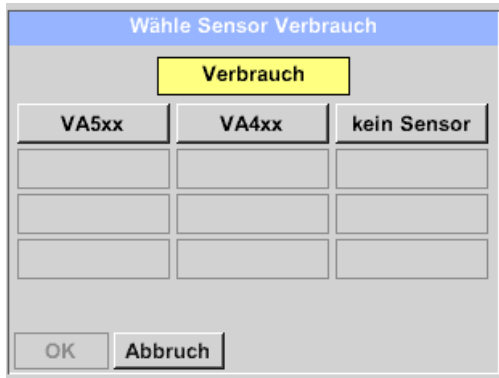 Wähle Sensor Verbrauch
Verbrauch
VA5xx VA4xx kein Sensor
OK Abbruch